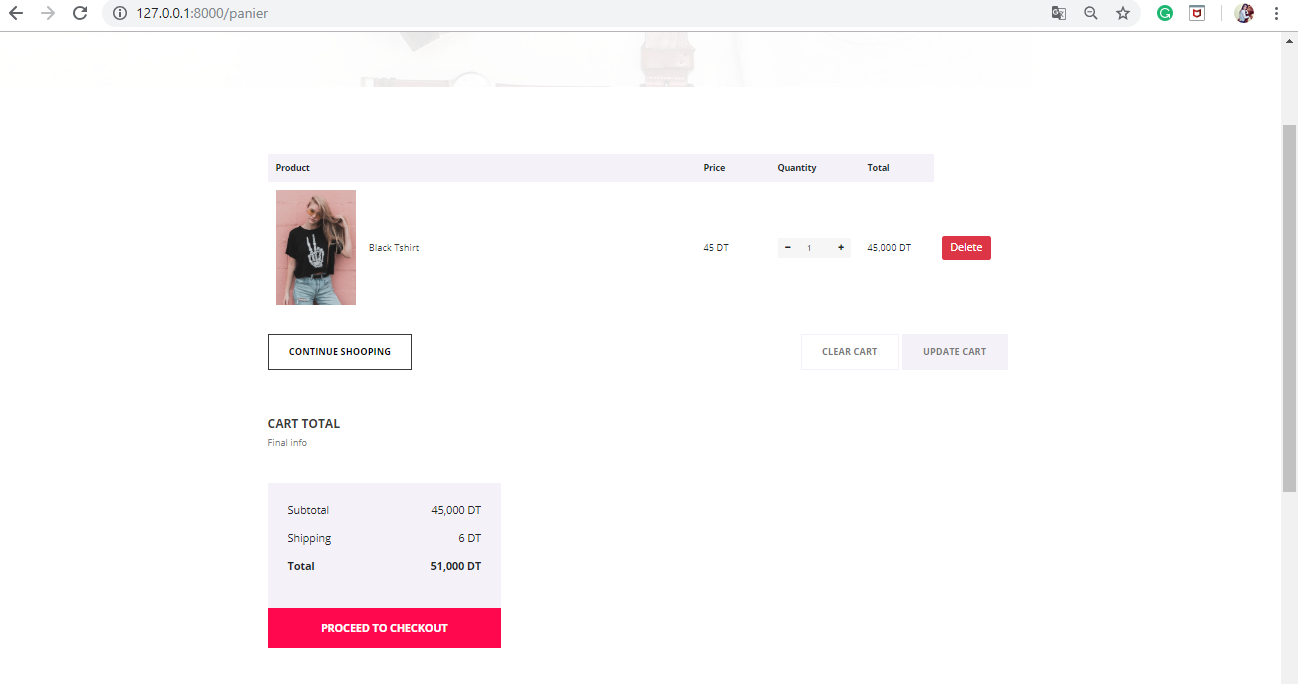 127.0.0.1:8000/panier
Product Price Quantity Total
Black Tshirt 45 DT − 1 + 45,000 DT Delete
CONTINUE SHOOPING CLEAR CART UPDATE CART
CART TOTAL
Final info
Subtotal 45,000 DT
Shipping 6 DT
Total 51,000 DT
PROCEED TO CHECKOUT